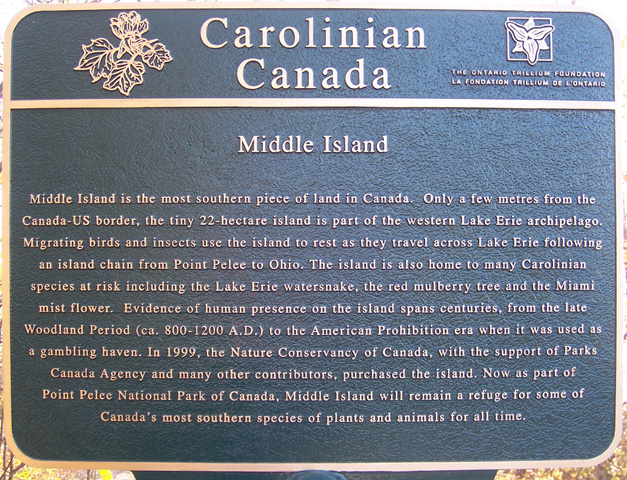 Carolinian
Canada
THE ONTARIO TRILLIUM FOUNDATION
LA FONDATION TRILLIUM DE L'ONTARIO
Middle Island
Middle Island is the most southern piece of land in Canada. Only a few metres from the
Canada-US border, the tiny 22-hectare island is part of the western Lake Erie archipelago.
Migrating birds and insects use the island to rest as they travel across Lake Erie following
an island chain from Point Pelee to Ohio. The island is also home to many Carolinian
species at risk including the Lake Erie watersnake, the red mulberry tree and the Miami
mist flower. Evidence of human presence on the island spans centuries, from the late
Woodland Period (ca. 800-1200 A.D.) to the American Prohibition era when it was used as
a gambling haven. In 1999, the Nature Conservancy of Canada, with the support of Parks
Canada Agency and many other contributors, purchased the island. Now as part of
Point Pelee National Park of Canada, Middle Island will remain a refuge for some of
Canada's most southern species of plants and animals for all time.